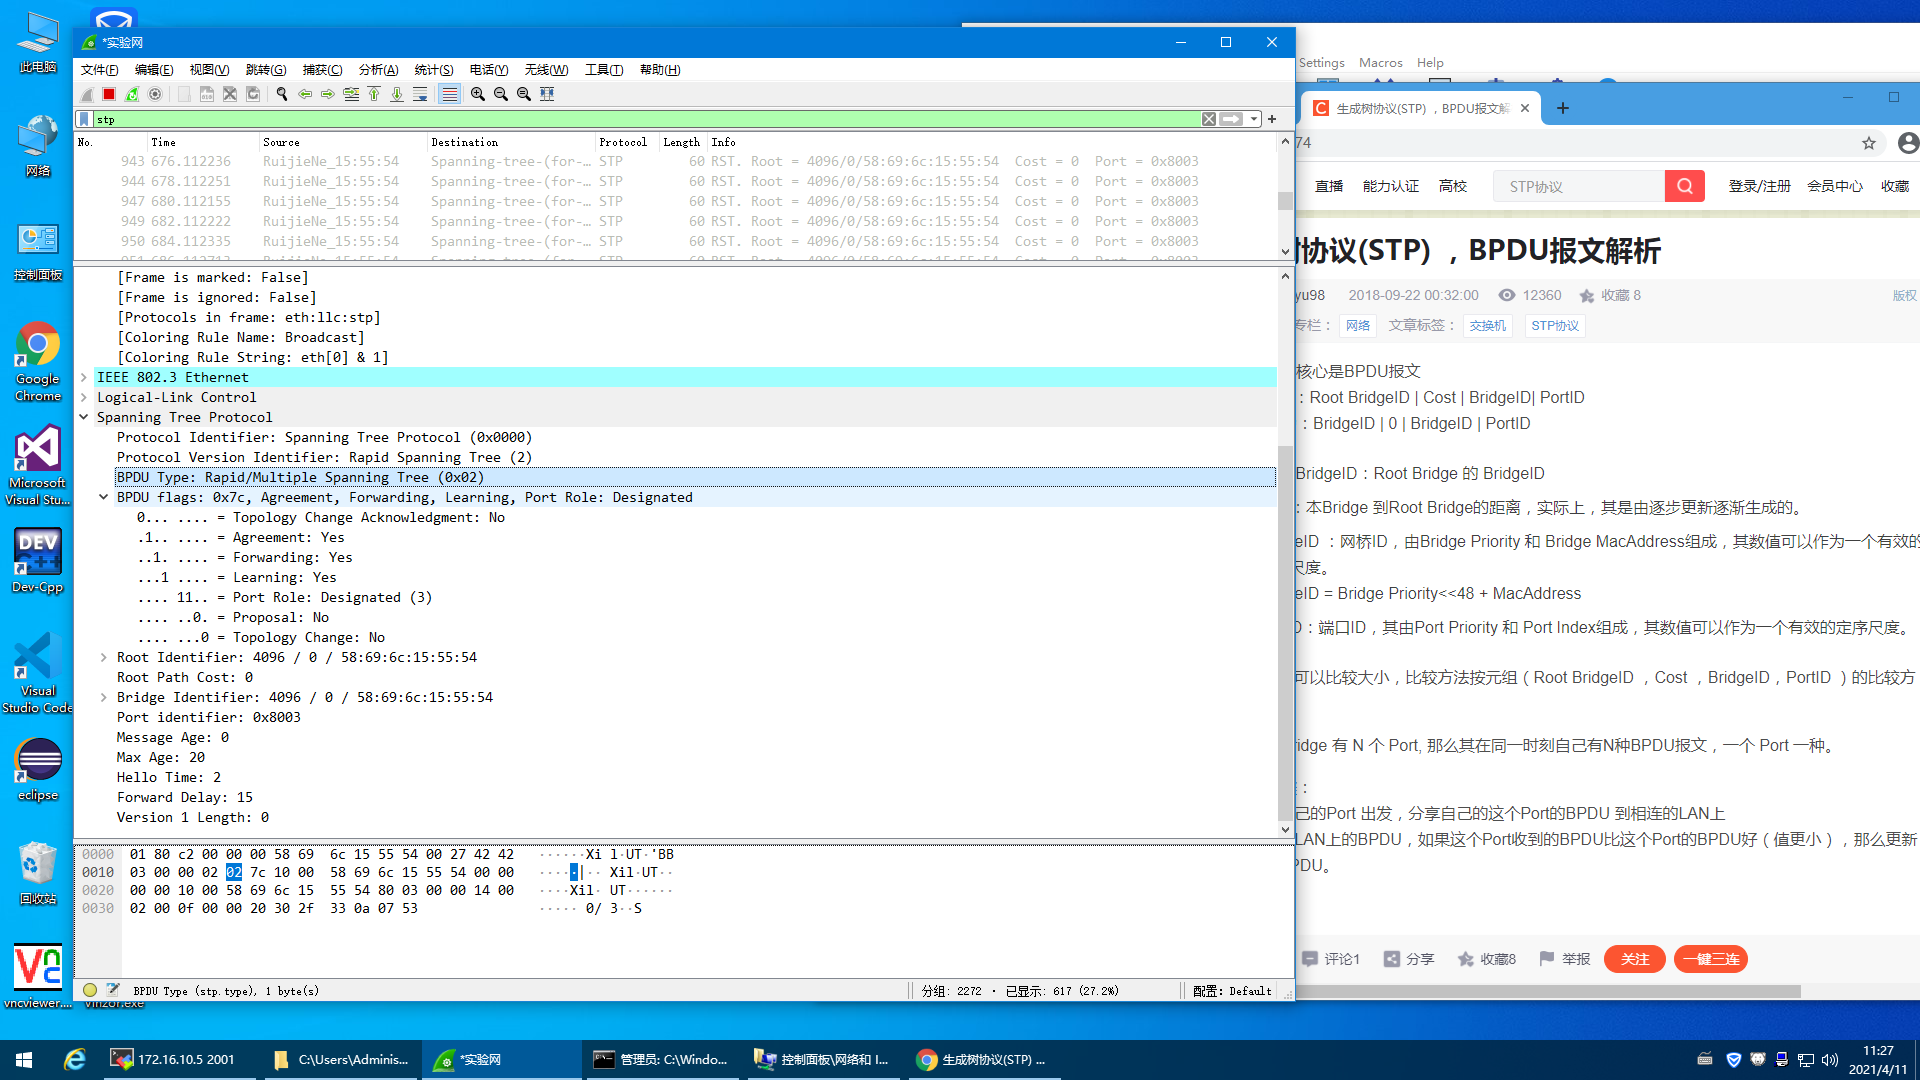 *实验网
文件(F) 编辑(E) 视图(V) 跳转(G) 捕获(C) 分析(A) 统计(S) 电话(Y) 无线(W) 工具(T) 帮助(H)
stp
No. Time Source Destination Protocol Length Info
943 676.112236 RuijieNe_15:55:54 Spanning-tree-(for-… STP 60 RST. Root = 4096/0/58:69:6c:15:55:54 Cost = 0 Port = 0x8003
944 678.112251 RuijieNe_15:55:54 Spanning-tree-(for-… STP 60 RST. Root = 4096/0/58:69:6c:15:55:54 Cost = 0 Port = 0x8003
947 680.112155 RuijieNe_15:55:54 Spanning-tree-(for-… STP 60 RST. Root = 4096/0/58:69:6c:15:55:54 Cost = 0 Port = 0x8003
949 682.112222 RuijieNe_15:55:54 Spanning-tree-(for-… STP 60 RST. Root = 4096/0/58:69:6c:15:55:54 Cost = 0 Port = 0x8003
950 684.112335 RuijieNe_15:55:54 Spanning-tree-(for-… STP 60 RST. Root = 4096/0/58:69:6c:15:55:54 Cost = 0 Port = 0x8003
[Frame is marked: False]
[Frame is ignored: False]
[Protocols in frame: eth:llc:stp]
[Coloring Rule Name: Broadcast]
[Coloring Rule String: eth[0] & 1]
IEEE 802.3 Ethernet
Logical-Link Control
Spanning Tree Protocol
Protocol Identifier: Spanning Tree Protocol (0x0000)
Protocol Version Identifier: Rapid Spanning Tree (2)
BPDU Type: Rapid/Multiple Spanning Tree (0x02)
BPDU flags: 0x7c, Agreement, Forwarding, Learning, Port Role: Designated
0... .... = Topology Change Acknowledgment: No
.1.. .... = Agreement: Yes
..1. .... = Forwarding: Yes
...1 .... = Learning: Yes
.... 11.. = Port Role: Designated (3)
.... ..0. = Proposal: No
.... ...0 = Topology Change: No
Root Identifier: 4096 / 0 / 58:69:6c:15:55:54
Root Path Cost: 0
Bridge Identifier: 4096 / 0 / 58:69:6c:15:55:54
Port identifier: 0x8003
Message Age: 0
Max Age: 20
Hello Time: 2
Forward Delay: 15
Version 1 Length: 0
0000 01 80 c2 00 00 00 58 69 6c 15 55 54 00 27 42 42 ······Xi l·UT·'BB
0010 03 00 00 02 02 7c 10 00 58 69 6c 15 55 54 00 00 ·····|·· Xil·UT··
0020 00 00 10 00 58 69 6c 15 55 54 80 03 00 00 14 00 ····Xil· UT······
0030 02 00 0f 00 00 20 30 2f 33 0a 07 53 ····· 0/ 3··S
BPDU Type (stp.type), 1 byte(s)
分组: 2272 · 已显示: 617 (27.2%)
配置: Default
Settings Macros Help
生成树协议(STP) ，BPDU报文解
74
直播 能力认证 高校 STP协议 登录/注册 会员中心 收藏
协议(STP) ，BPDU报文解析
yu98 2018-09-22 00:32:00 12360 收藏 8 版权
专栏： 网络 文章标签： 交换机 STP协议
核心是BPDU报文
：Root BridgeID | Cost | BridgeID| PortID
：BridgeID | 0 | BridgeID | PortID
BridgeID：Root Bridge 的 BridgeID
：本Bridge 到Root Bridge的距离，实际上，其是由逐步更新逐渐生成的。
eID ：网桥ID，由Bridge Priority 和 Bridge MacAddress组成，其数值可以作为一个有效的
尺度。
eID = Bridge Priority<<48 + MacAddress
D：端口ID，其由Port Priority 和 Port Index组成，其数值可以作为一个有效的定序尺度。
可以比较大小，比较方法按元组（Root BridgeID ，Cost ，BridgeID，PortID ）的比较方
idge 有 N 个 Port, 那么其在同一时刻自己有N种BPDU报文，一个 Port 一种。
：
己的Port 出发，分享自己的这个Port的BPDU 到相连的LAN上
LAN上的BPDU，如果这个Port收到的BPDU比这个Port的BPDU好（值更小），那么更新
PDU。
评论1 分享 收藏8 举报 关注 一键三连
此电脑
网络
控制面板
Google
Chrome
Microsoft
Visual Stu...
DEV
C++
Dev-Cpp
Visual
Studio Code
eclipse
回收站
vncviewer....
vinzor.exe
172.16.10.5 2001
C:\Users\Adminis...
*实验网
管理员: C:\Windo...
控制面板\网络和 I...
生成树协议(STP) ...
11:27
2021/4/11